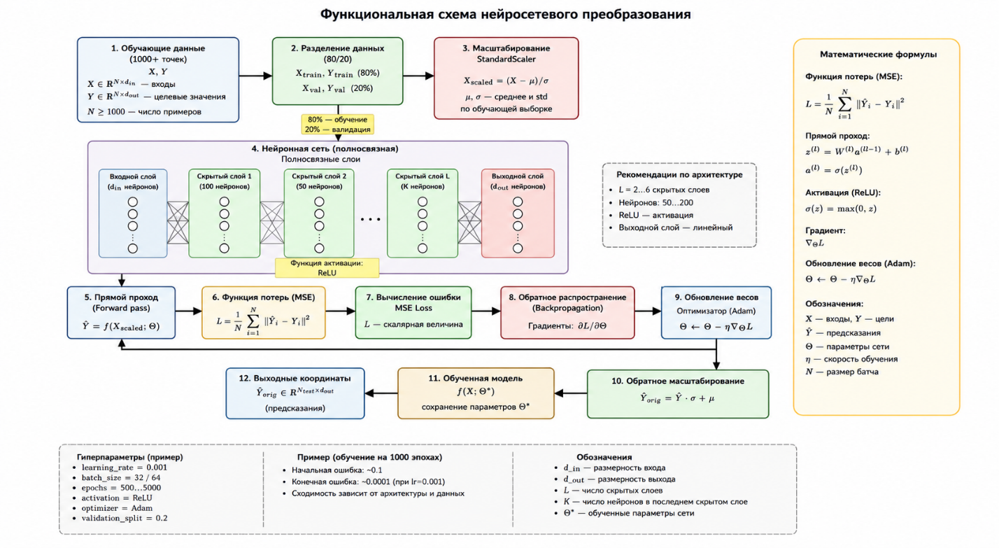 Функциональная схема нейросетевого преобразования
1. Обучающие данные
(1000+ точек)
X, Y
X ∈ R^{N×d_in} — входы
Y ∈ R^{N×d_out} — целевые значения
N ≥ 1000 — число примеров
2. Разделение данных
(80/20)
X_train, Y_train (80%)
X_val, Y_val (20%)
3. Масштабирование
StandardScaler
X_scaled = (X − μ)/σ
μ, σ — среднее и std
по обучающей выборке
80% — обучение
20% — валидация
4. Нейронная сеть (полносвязная)
Полносвязные слои
Входной слой
(d_in нейронов)
Скрытый слой 1
(100 нейронов)
Скрытый слой 2
(50 нейронов)
...
Скрытый слой L
(K нейронов)
Выходной слой
(d_out нейронов)
Функция активации:
ReLU
Рекомендации по архитектуре
• L = 2...6 скрытых слоев
• Нейронов: 50...200
• ReLU — активация
• Выходной слой — линейный
5. Прямой проход
(Forward pass)
Ŷ = f(X_scaled; Θ)
6. Функция потерь (MSE)
L = 1/N ∑_{i=1}^{N} ||Ŷ_i − Y_i||²
7. Вычисление ошибки
MSE Loss
L — скалярная величина
8. Обратное распространение
(Backpropagation)
Градиенты: ∂L/∂Θ
9. Обновление весов
Оптимизатор (Adam)
Θ ← Θ − η∇_Θ L
12. Выходные координаты
Ŷ_orig ∈ R^{N_test×d_out}
(предсказания)
11. Обученная модель
f(X; Θ*)
сохранение параметров Θ*
10. Обратное масштабирование
Ŷ_orig = Ŷ · σ + μ
Математические формулы
Функция потерь (MSE):
L = 1/N ∑_{i=1}^{N} ||Ŷ_i − Y_i||²
Прямой проход:
z^{(l)} = W^{(l)} a^{(ll−1)} + b^{(l)}
a^{(l)} = σ(z^{(l)})
Активация (ReLU):
σ(z) = max(0, z)
Градиент:
∇_Θ L
Обновление весов (Adam):
Θ ← Θ − η∇_Θ L
Обозначения:
X — входы, Y — цели
Ŷ — предсказания
Θ — параметры сети
η — скорость обучения
N — размер батча
Гиперпараметры (пример)
• learning_rate = 0.001
• batch_size = 32 / 64
• epochs = 500...5000
• activation = ReLU
• optimizer = Adam
• validation_split = 0.2
Пример (обучение на 1000 эпохах)
• Начальная ошибка: ~0.1
• Конечная ошибка: ~0.0001 (при lr=0.001)
• Сходимость зависит от архитектуры и данных
Обозначения
• d_in — размерность входа
• d_out — размерность выхода
• L — число скрытых слоев
• K — число нейронов в последнем скрытом слое
• Θ* — обученные параметры сети